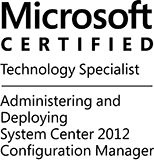 Microsoft
CERTIFIED
Technology Specialist
Administering and
Deploying
System Center 2012
Configuration Manager